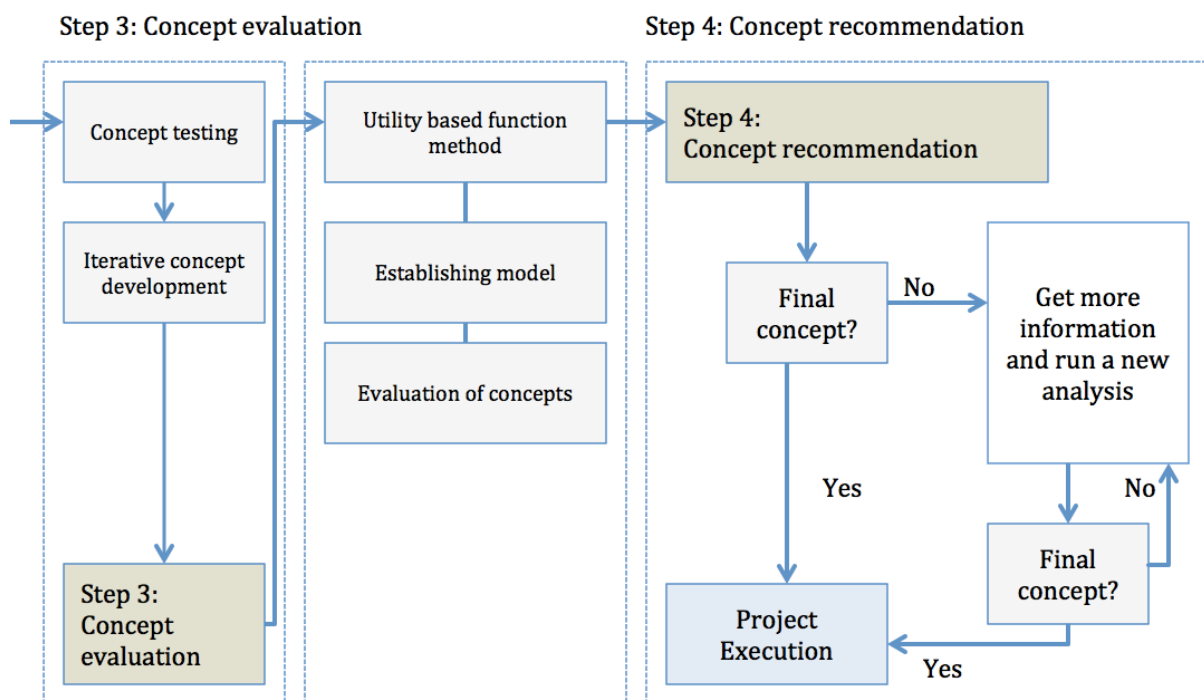 Step 3: Concept evaluation
Step 4: Concept recommendation
Concept testing
Iterative concept
development
Step 3:
Concept
evaluation
Utility based function
method
Establishing model
Evaluation of concepts
Step 4:
Concept recommendation
Final
concept?
No
Get more
information
and run a new
analysis
Yes
No
Final
concept?
Project
Execution
Yes